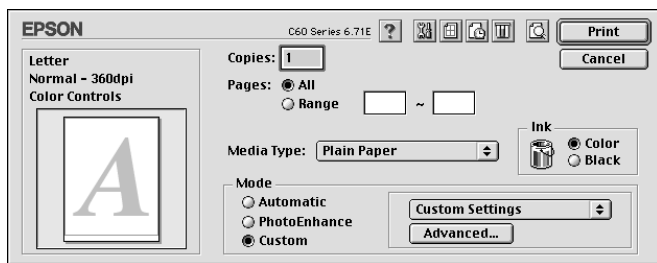 EPSON
C60 Series 6.71E
?
Print
Cancel
Letter
Normal - 360dpi
Color Controls
A
Copies: 1
Pages: All
Range ~
Media Type: Plain Paper
Ink
Color
Black
Mode
Automatic
PhotoEnhance
Custom
Custom Settings
Advanced...